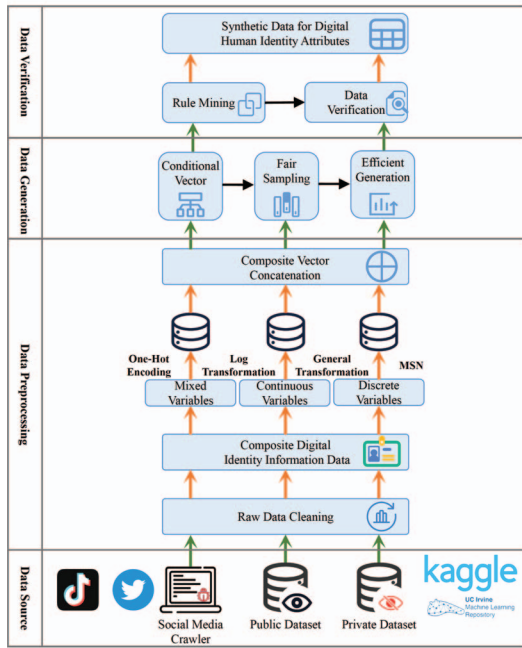 Data Verification
Synthetic Data for Digital
Human Identity Attributes
Rule Mining
Data
Verification
Data Generation
Conditional
Vector
Fair
Sampling
Efficient
Generation
Data Preprocessing
Composite Vector
Concatenation
One-Hot
Encoding
Log
Transformation
General
Transformation
MSN
Mixed
Variables
Continuous
Variables
Discrete
Variables
Composite Digital
Identity Information Data
Raw Data Cleaning
Data Source
Social Media
Crawler
Public Dataset
Private Dataset
kaggle
UC Irvine
Machine Learning
Repository